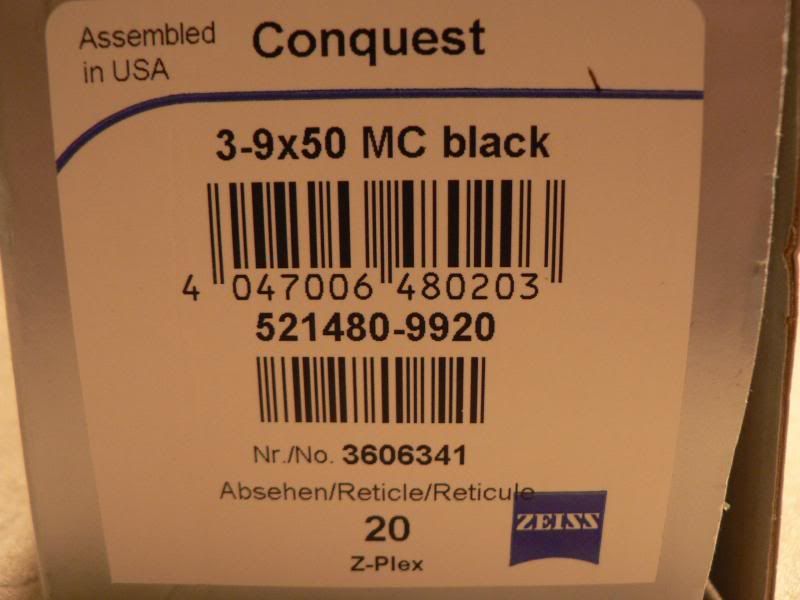 Assembled
in USA
Conquest
3-9x50 MC black
4 047006 480203
521480-9920
Nr./No. 3606341
Absehen/Reticle/Reticule
20
Z-Plex
ZEISS